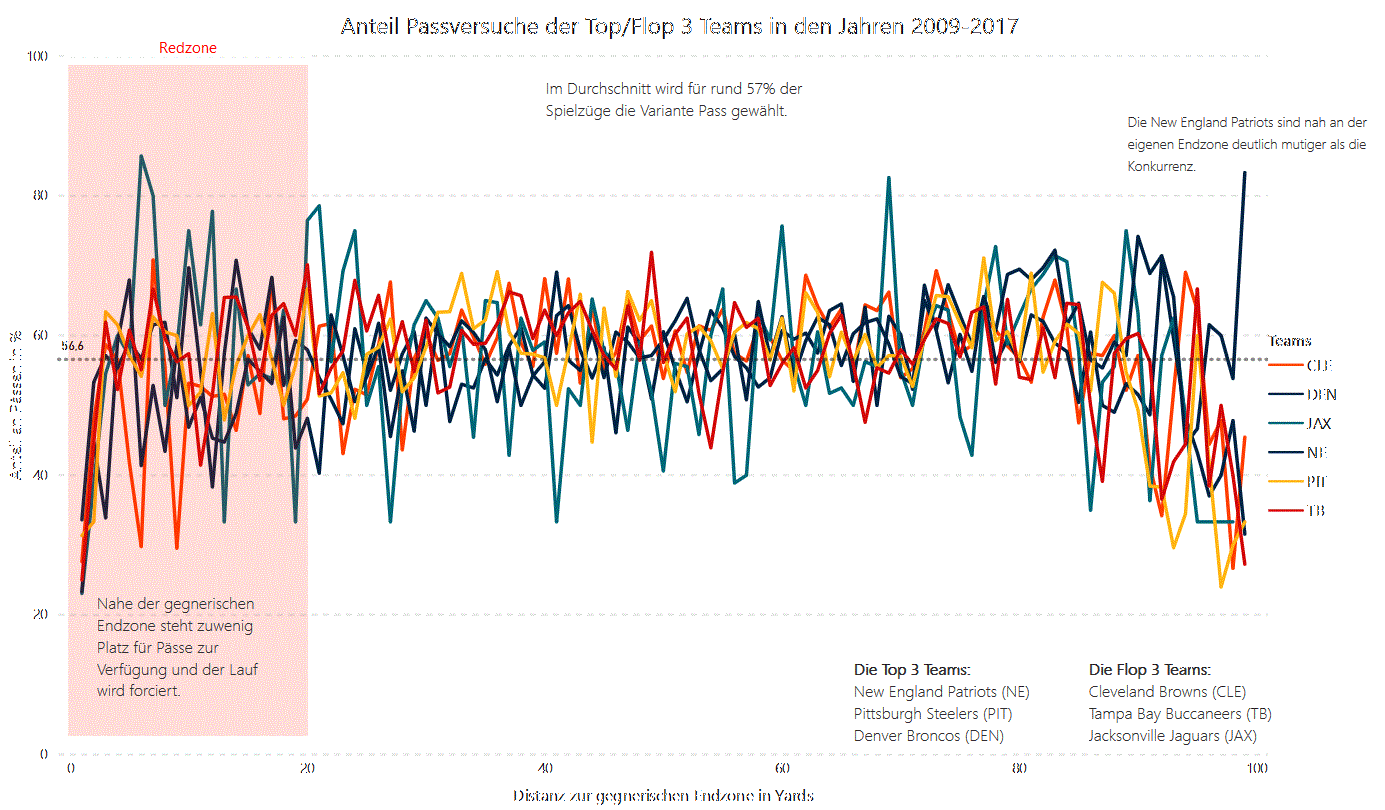 Anteil Passversuche der Top/Flop 3 Teams in den Jahren 2009-2017
Redzone
Im Durchschnitt wird für rund 57% der
Spielzüge die Variante Pass gewählt.
Die New England Patriots sind nah an der
eigenen Endzone deutlich mutiger als die
Konkurrenz.
100
80
60
56,6
40
20
0
Anteil an Pässen in %
Teams
CLE
DEN
JAX
NE
PIT
TB
Nahe der gegnerischen
Endzone steht zuwenig
Platz für Pässe zur
Verfügung und der Lauf
wird forciert.
Die Top 3 Teams:
New England Patriots (NE)
Pittsburgh Steelers (PIT)
Denver Broncos (DEN)
Die Flop 3 Teams:
Cleveland Browns (CLE)
Tampa Bay Buccaneers (TB)
Jacksonville Jaguars (JAX)
0 20 40 60 80 100
Distanz zur gegnerischen Endzone in Yards